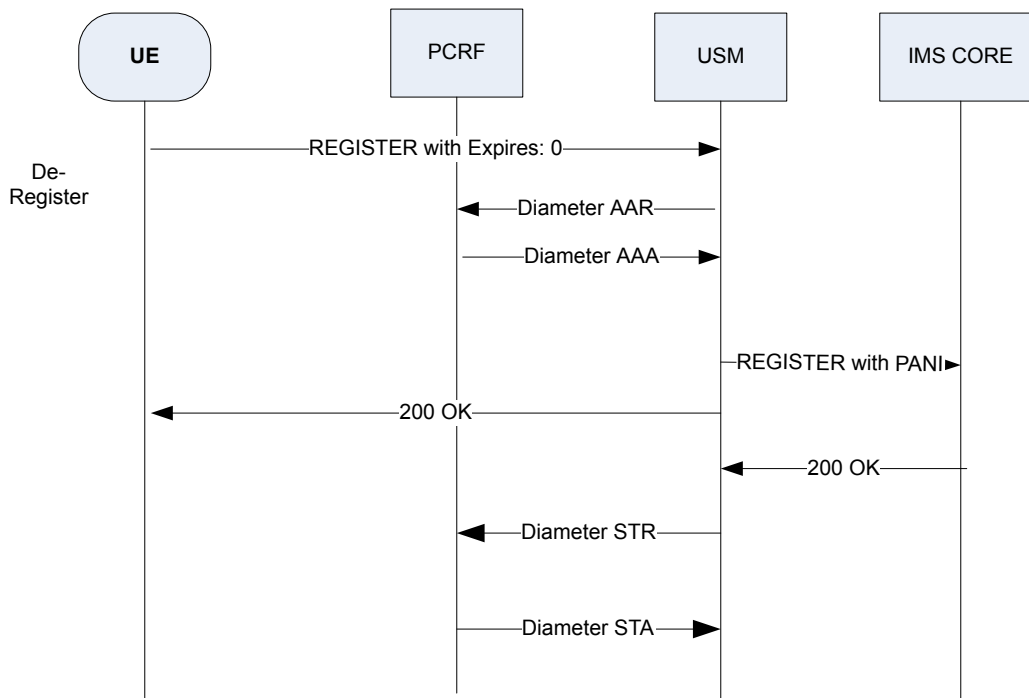 UE
PCRF
USM
IMS CORE
De-
Register
REGISTER with Expires: 0
Diameter AAR
Diameter AAA
REGISTER with PANI
200 OK
200 OK
Diameter STR
Diameter STA